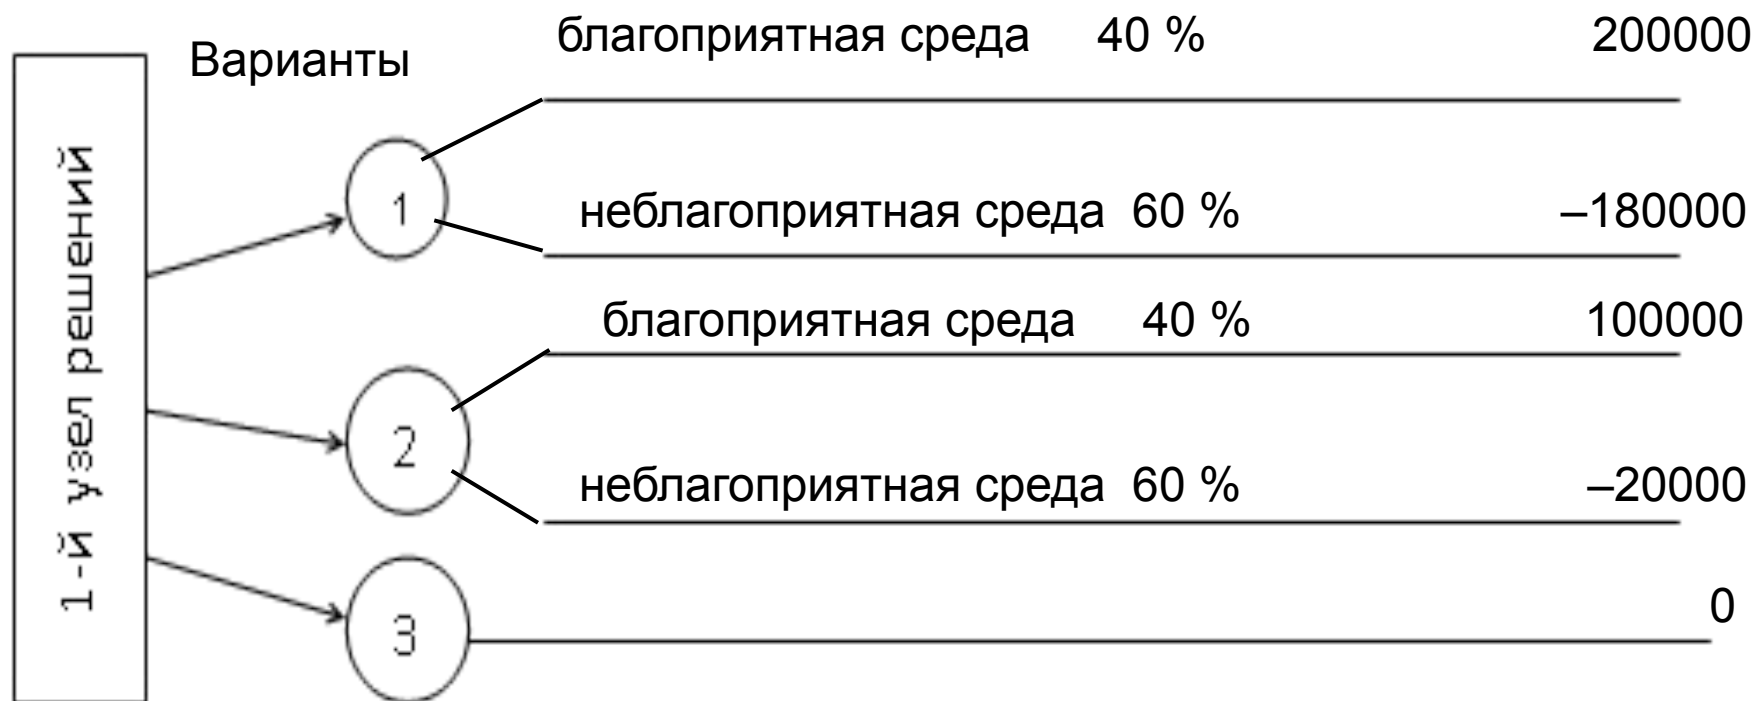 Варианты
благоприятная среда 40 % 200000
1-й узел решений
1
неблагоприятная среда 60 % –180000
благоприятная среда 40 % 100000
2
неблагоприятная среда 60 % –20000
3
0